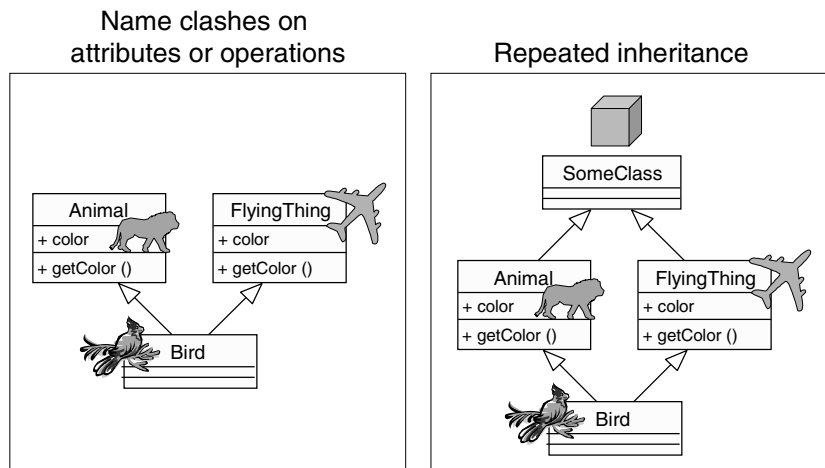 Name clashes on
attributes or operations
Animal
+ color
+ getColor ()
FlyingThing
+ color
+ getColor ()
Bird
Repeated inheritance
SomeClass
Animal
+ color
+ getColor ()
FlyingThing
+ color
+ getColor ()
Bird